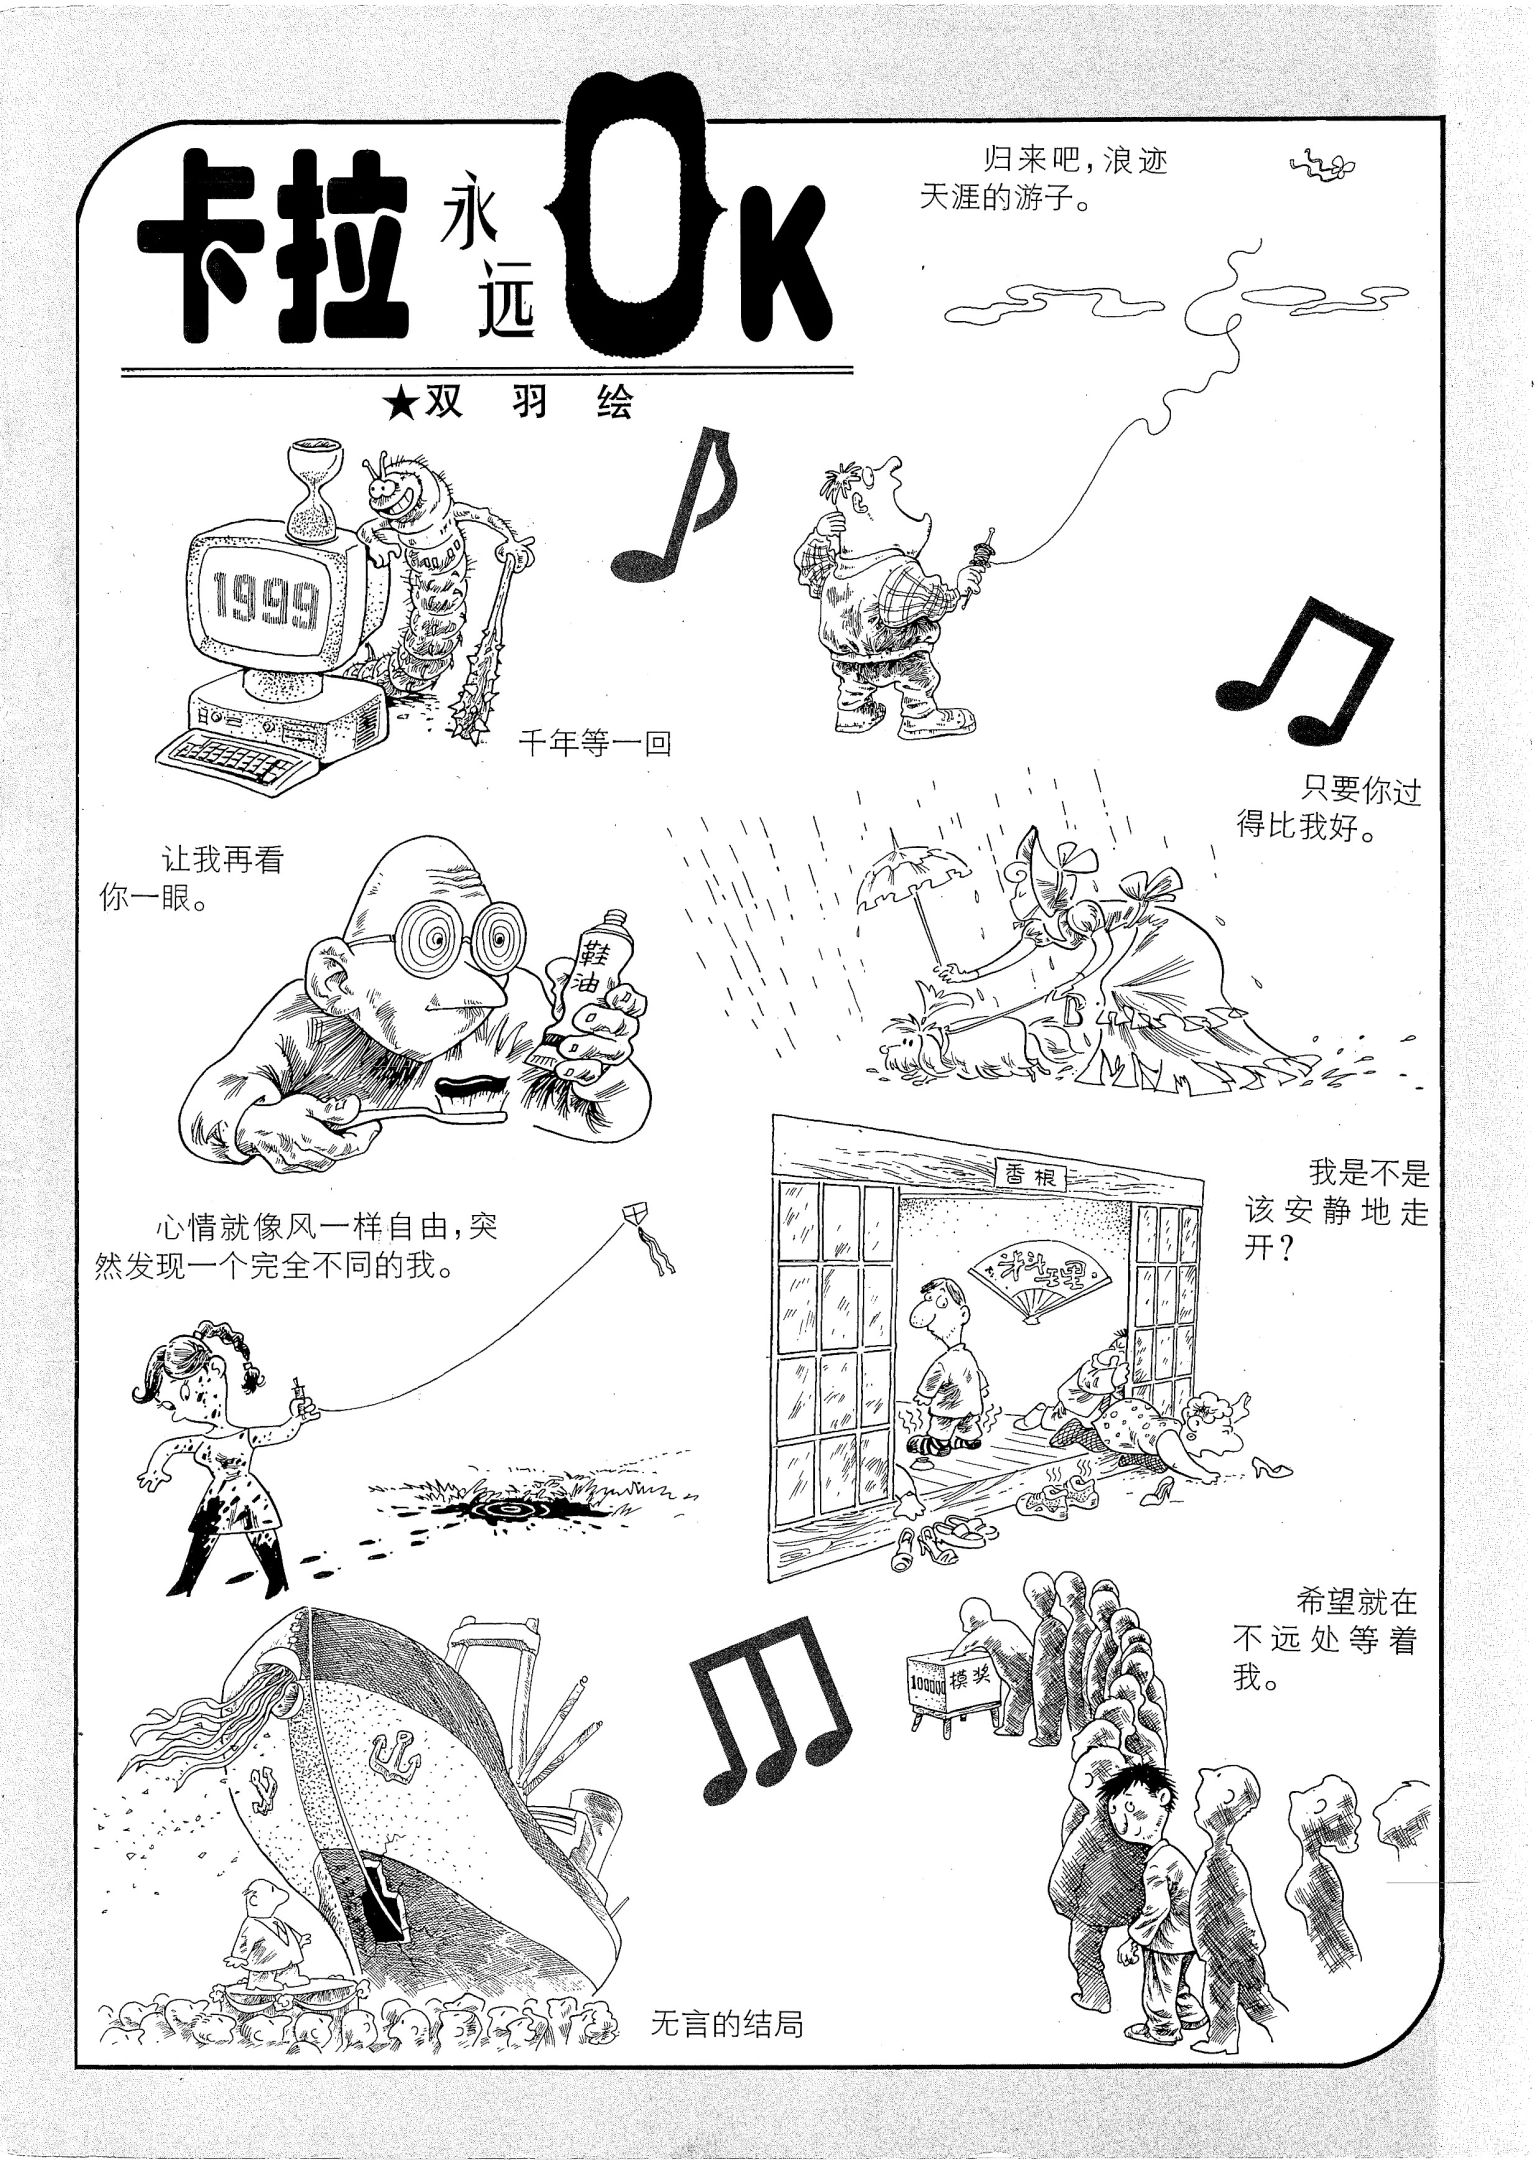 卡拉永远OK
★双 羽 绘
归来吧，浪迹
天涯的游子。
1999
千年等一回
只要你过
得比我好。
让我再看
你一眼。
鞋
油
心情就像风一样自由，突
然发现一个完全不同的我。
香根
料理
我是不是
该安静地走
开？
希望就在
不远处等着
我。
100000
摸奖
无言的结局